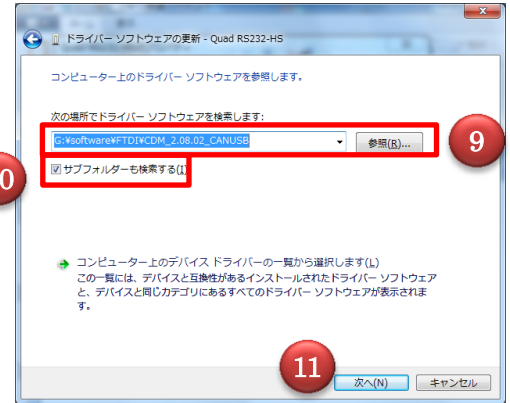 ドライバー ソフトウェアの更新 - Quad RS232-HS
コンピューター上のドライバー ソフトウェアを参照します。
次の場所でドライバー ソフトウェアを検索します:
G:¥software¥FTDI¥CDM_2.08.02_CANUSB
参照(R)...
9
0
サブフォルダーも検索する(I)
コンピューター上のデバイス ドライバーの一覧から選択します(L)
この一覧には、デバイスと互換性があるインストールされたドライバー ソフトウェア
と、デバイスと同じカテゴリにあるすべてのドライバー ソフトウェアが表示されま
す。
11
次へ(N)
キャンセル